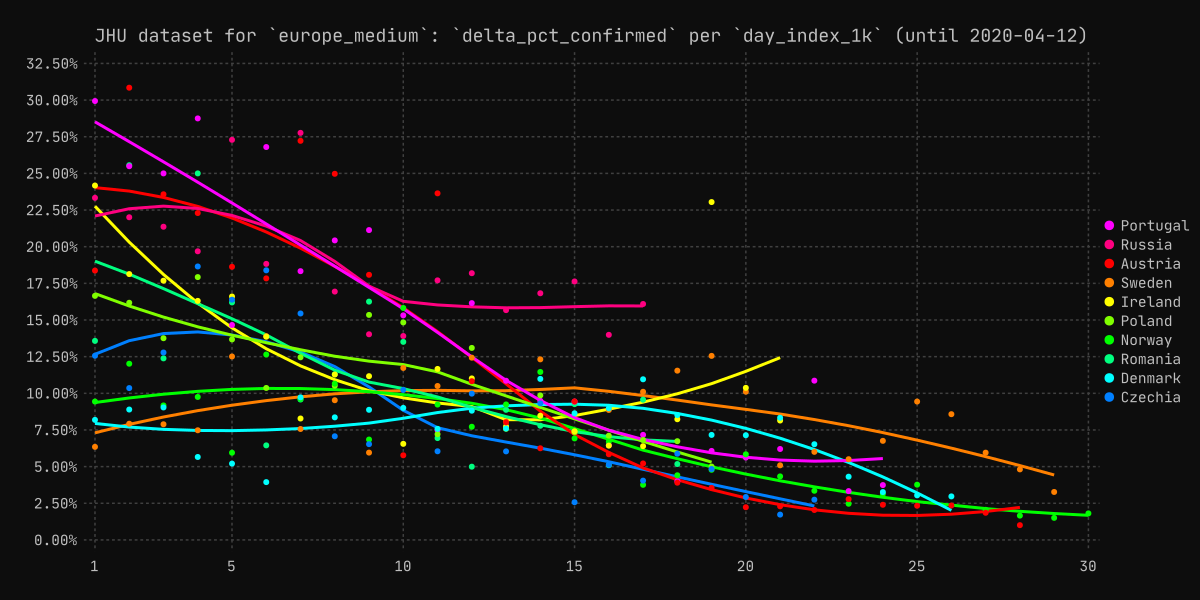 JHU dataset for `europe_medium`: `delta_pct_confirmed` per `day_index_1k` (until 2020-04-12)
32.50%
30.00%
27.50%
25.00%
22.50%
20.00%
17.50%
15.00%
12.50%
10.00%
7.50%
5.00%
2.50%
0.00%
1 5 10 15 20 25 30
Portugal
Russia
Austria
Sweden
Ireland
Poland
Norway
Romania
Denmark
Czechia